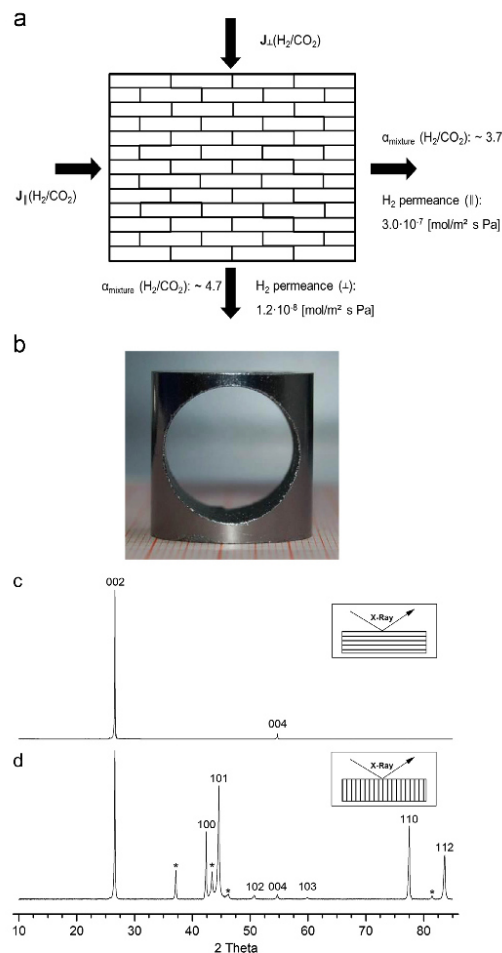 a
J⊥(H₂/CO₂)
J∥(H₂/CO₂)
αmixture (H₂/CO₂): ~ 3.7
H₂ permeance (∥):
3.0·10⁻⁷ [mol/m² s Pa]
αmixture (H₂/CO₂): ~ 4.7
H₂ permeance (⊥):
1.2·10⁻⁸ [mol/m² s Pa]
b
c
002
X-Ray
004
d
X-Ray
101
100
110
112
*
*
*
102
004
103
*
10 20 30 40 50 60 70 80
2 Theta